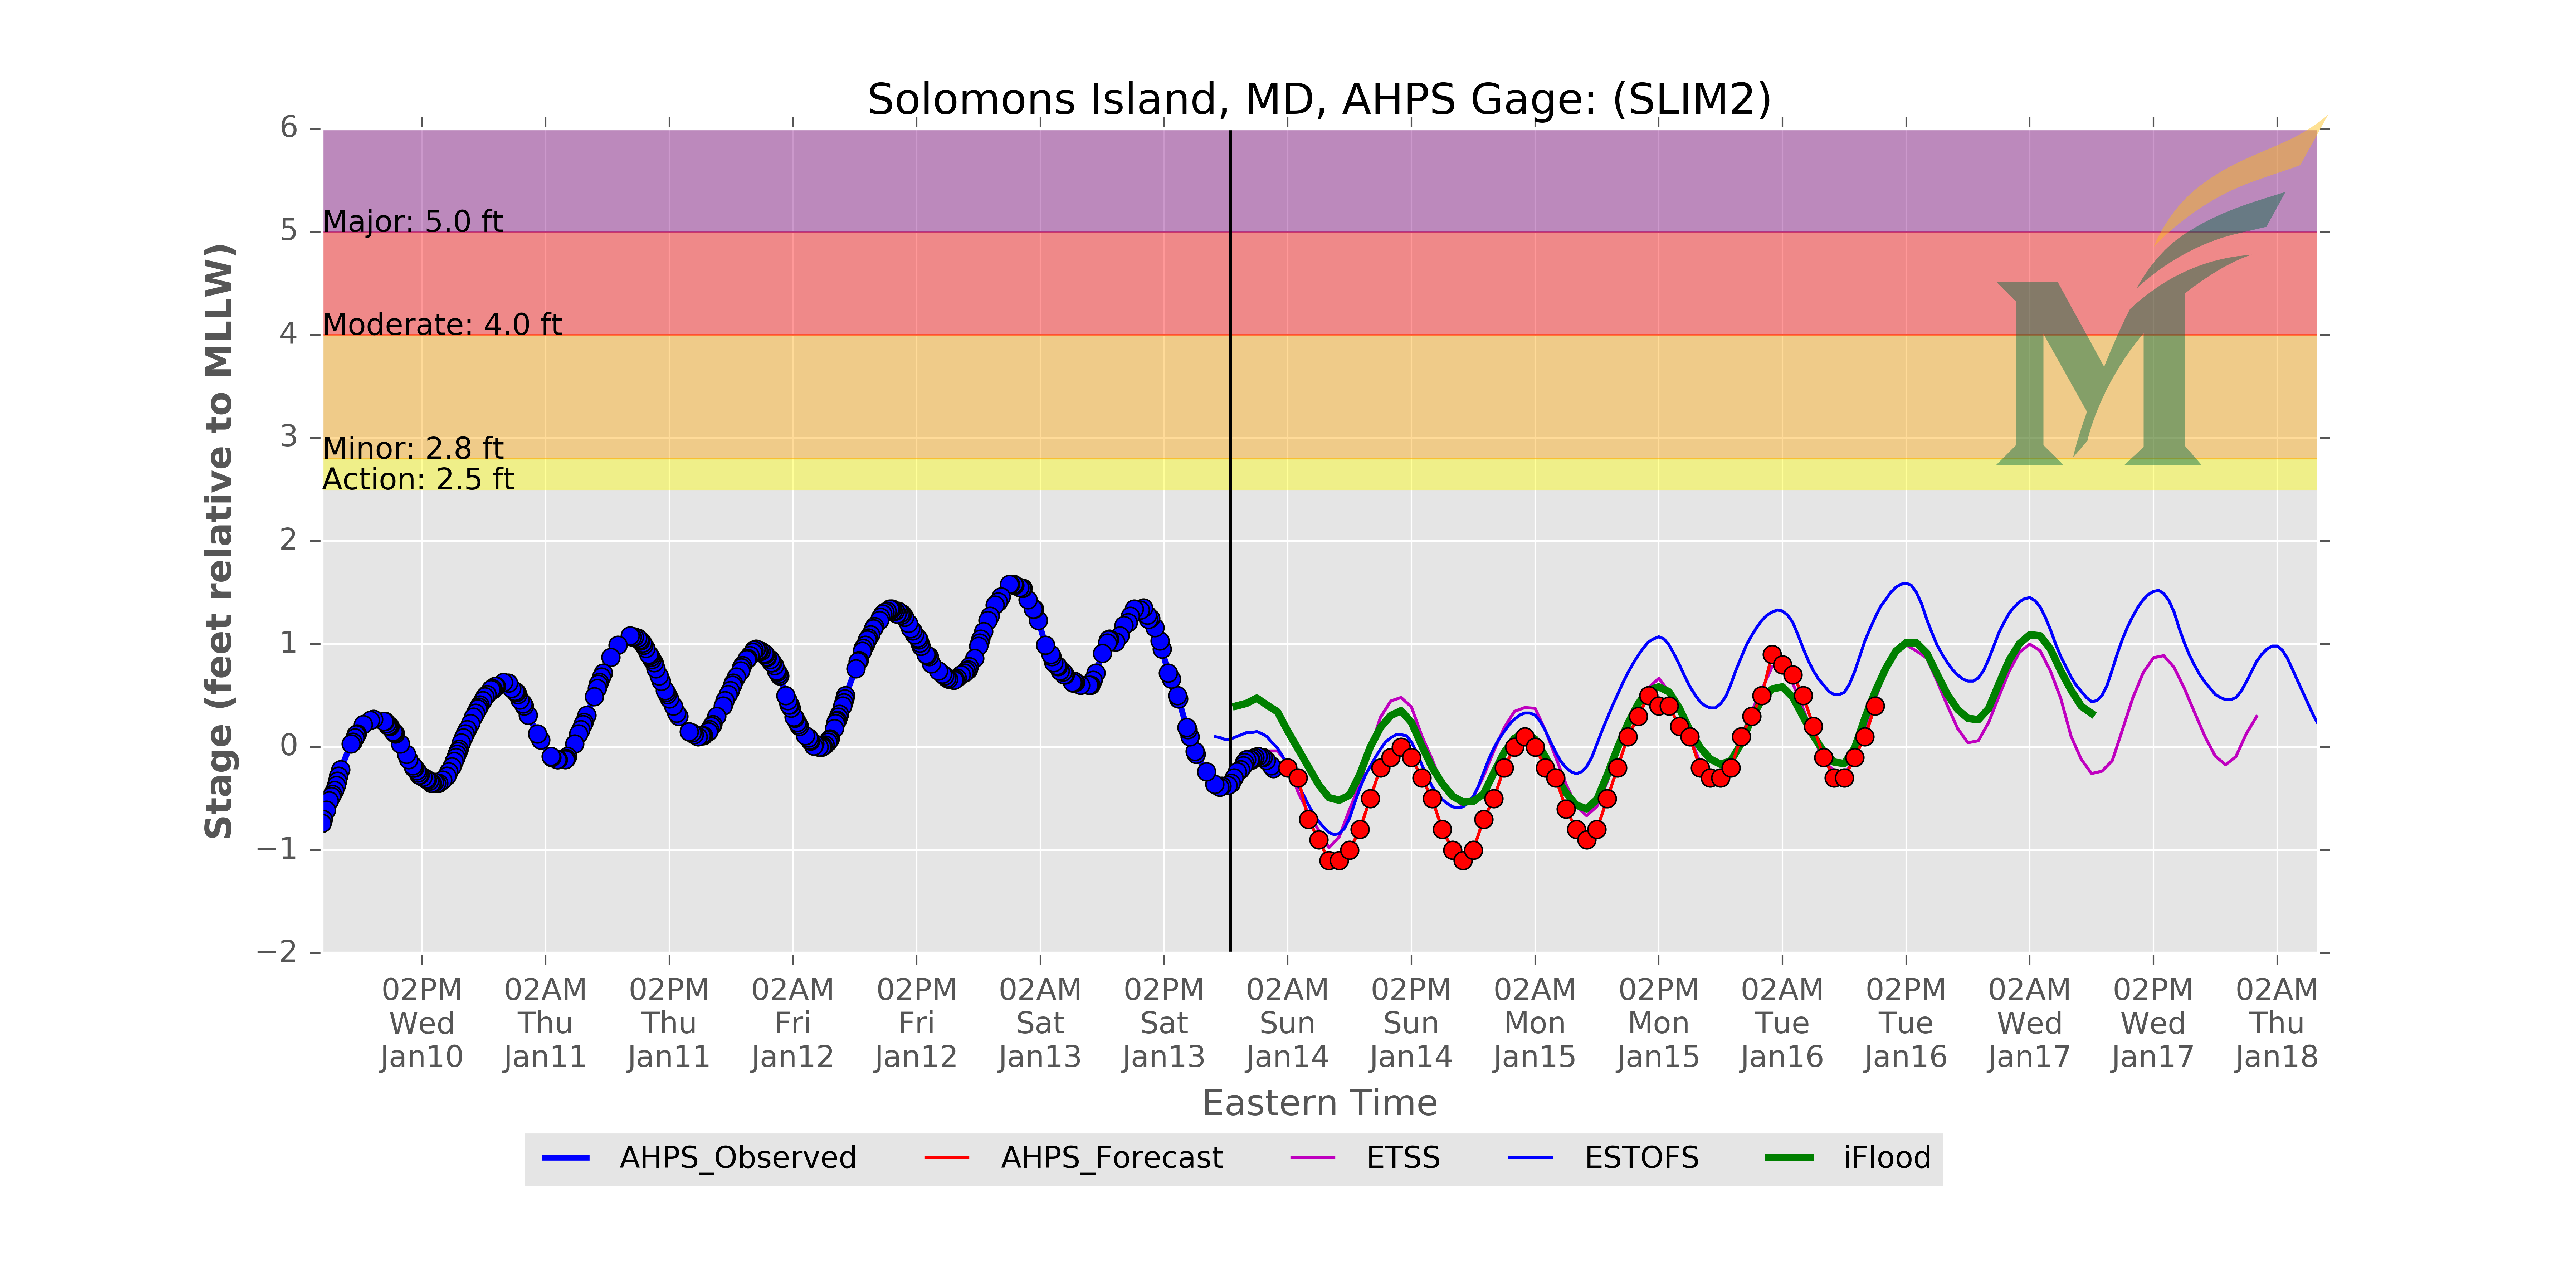 Solomons Island, MD, AHPS Gage: (SLIM2)
6
5
4
3
2
1
0
−1
−2
Stage (feet relative to MLLW)
Major: 5.0 ft
Moderate: 4.0 ft
Minor: 2.8 ft
Action: 2.5 ft
M
02PM 02AM 02PM 02AM 02PM 02AM 02PM 02AM 02PM 02AM 02PM 02AM 02PM 02AM 02PM 02AM
Wed Thu Thu Fri Fri Sat Sat Sun Sun Mon Mon Tue Tue Wed Wed Thu
Jan10 Jan11 Jan11 Jan12 Jan12 Jan13 Jan13 Jan14 Jan14 Jan15 Jan15 Jan16 Jan16 Jan17 Jan17 Jan18
Eastern Time
AHPS_Observed AHPS_Forecast ETSS ESTOFS iFlood